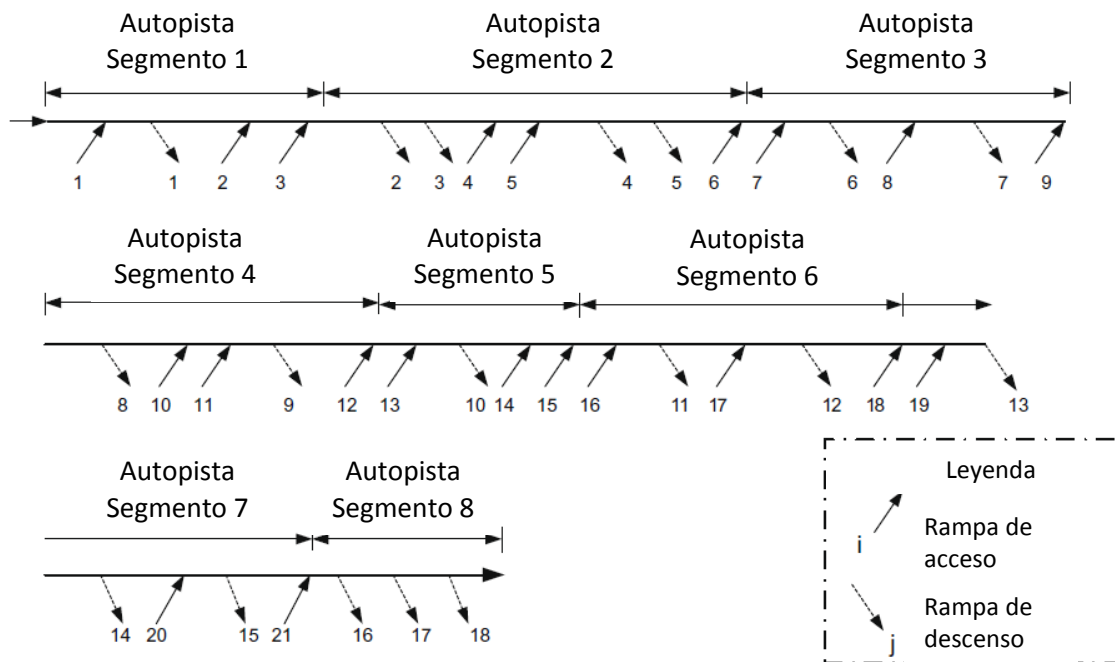 Autopista
Segmento 1
Autopista
Segmento 2
Autopista
Segmento 3
1 1 2 3 2 3 4 5 4 5 6 7 6 8 7 9
Autopista
Segmento 4
Autopista
Segmento 5
Autopista
Segmento 6
8 10 11 9 12 13 10 14 15 16 11 17 12 18 19 13
Autopista
Segmento 7
Autopista
Segmento 8
14 20 15 21 16 17 18
Leyenda
i
Rampa de
acceso
j
Rampa de
descenso